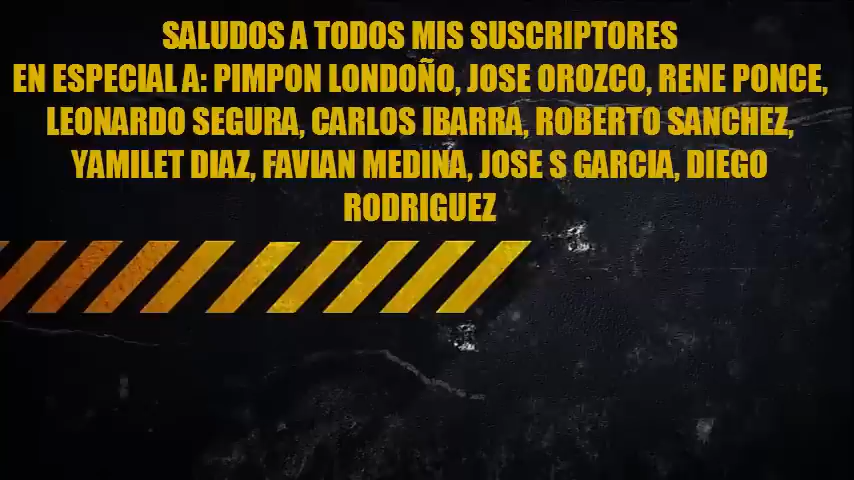 SALUDOS A TODOS MIS SUSCRIPTORES
EN ESPECIAL A: PIMPON LONDOÑO, JOSE OROZCO, RENE PONCE,
LEONARDO SEGURA, CARLOS IBARRA, ROBERTO SANCHEZ,
YAMILET DIAZ, FAVIAN MEDINA, JOSE S GARCIA, DIEGO
RODRIGUEZ